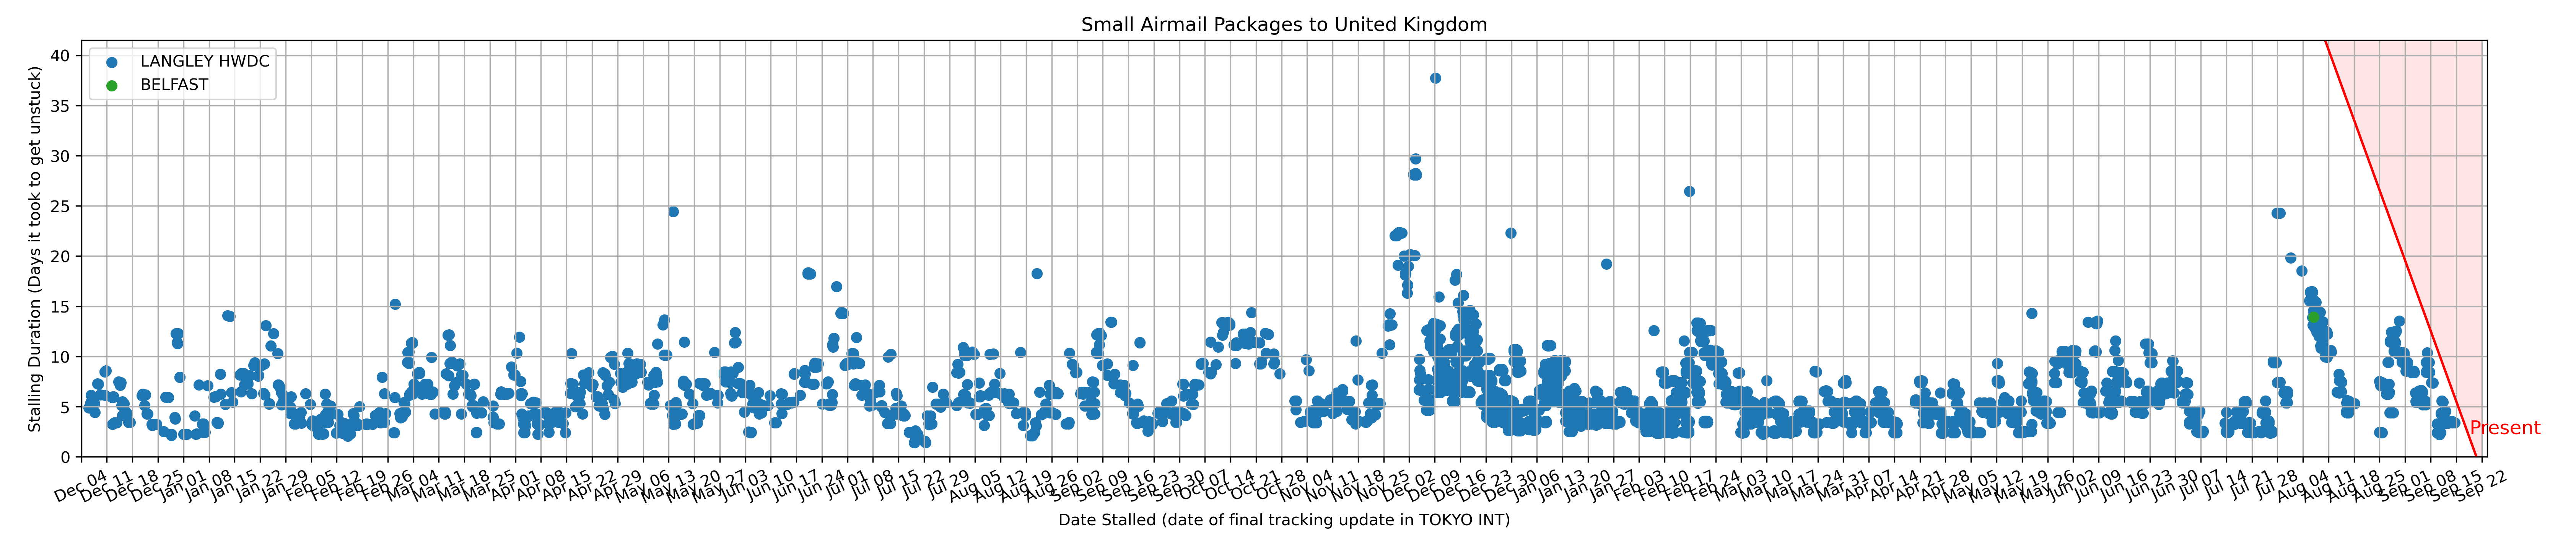 Small Airmail Packages to United Kingdom
LANGLEY HWDC
BELFAST
Stalling Duration (Days it took to get unstuck)
40
35
30
25
20
15
10
5
0
Present
Dec 04
Dec 11
Dec 18
Dec 25
Jan 01
Jan 08
Jan 15
Jan 22
Jan 29
Feb 05
Feb 12
Feb 19
Feb 26
Mar 04
Mar 11
Mar 18
Mar 25
Apr 01
Apr 08
Apr 15
Apr 22
Apr 29
May 06
May 13
May 20
May 27
Jun 03
Jun 10
Jun 17
Jun 24
Jul 01
Jul 08
Jul 15
Jul 22
Jul 29
Aug 05
Aug 12
Aug 19
Aug 26
Sep 02
Sep 09
Sep 16
Sep 23
Sep 30
Oct 07
Oct 14
Oct 21
Oct 28
Nov 04
Nov 11
Nov 18
Nov 25
Dec 02
Dec 09
Dec 16
Dec 23
Dec 30
Jan 06
Jan 13
Jan 20
Jan 27
Feb 03
Feb 10
Feb 17
Feb 24
Mar 03
Mar 10
Mar 17
Mar 24
Mar 31
Apr 07
Apr 14
Apr 21
Apr 28
May 05
May 12
May 19
May 26
Jun 02
Jun 09
Jun 16
Jun 23
Jun 30
Jul 07
Jul 14
Jul 21
Jul 28
Aug 04
Aug 11
Aug 18
Aug 25
Sep 01
Sep 08
Sep 15
Sep 22
Date Stalled (date of final tracking update in TOKYO INT)